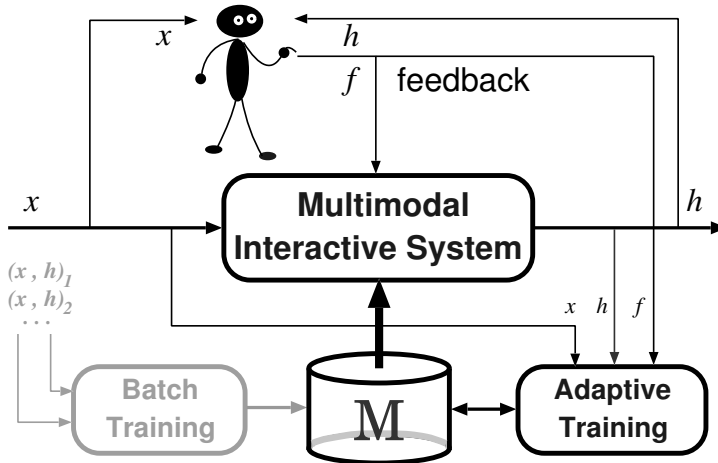 x
h
f feedback
x
h
Multimodal
Interactive System
(x , h)1
(x , h)2
...
x h f
Batch
Training
M
Adaptive
Training